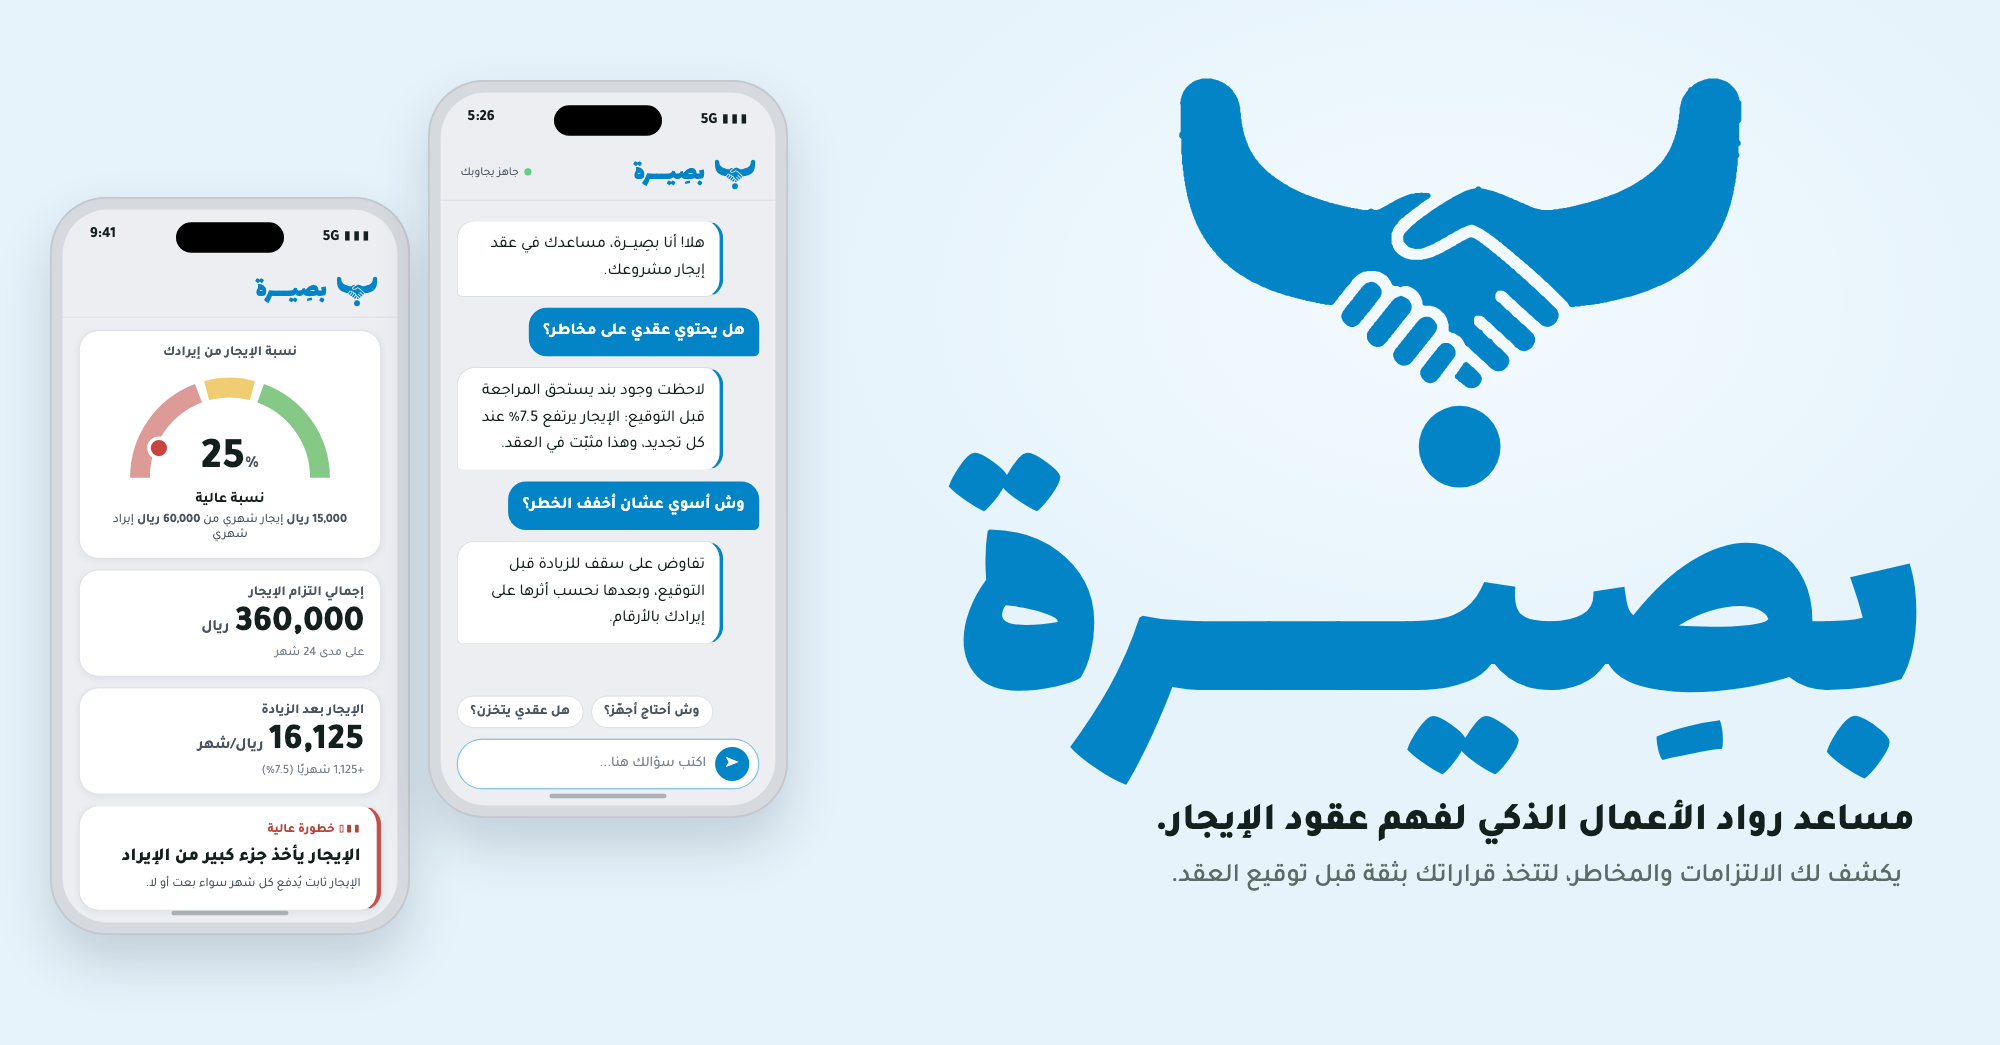 بصِيـــرة
مساعد رواد الأعمال الذكي لفهم عقود الإيجار.
يكشف لك الالتزامات والمخاطر، لتتخذ قراراتك بثقة قبل توقيع العقد.
5:26
5G
بصِيـــرة
جاهز يجاوبك
هلا! أنا بصِيــرة، مساعدك في عقد
إيجار مشروعك.
هل يحتوي عقدي على مخاطر؟
لاحظت وجود بند يستحق المراجعة
قبل التوقيع: الإيجار يرتفع 7.5% عند
كل تجديد، وهذا مثبّت في العقد.
وش أسوي عشان أخفف الخطر؟
تفاوض على سقف للزيادة قبل
التوقيع، وبعدها نحسب أثرها على
إيرادك بالأرقام.
وش أحتاج أجهّز؟
هل عقدي يتخزن؟
اكتب سؤالك هنا...
9:41
5G
بصِيـــرة
نسبة الإيجار من إيرادك
25%
نسبة عالية
15,000 ريال إيجار شهري من 60,000 ريال إيراد
شهري
إجمالي التزام الإيجار
360,000 ريال
على مدى 24 شهر
الإيجار بعد الزيادة
16,125 ريال/شهر
+1,125 شهريًا (7.5%)
خطورة عالية
الإيجار يأخذ جزء كبير من الإيراد
الإيجار ثابت يُدفع كل شهر سواء بعت أو لا.